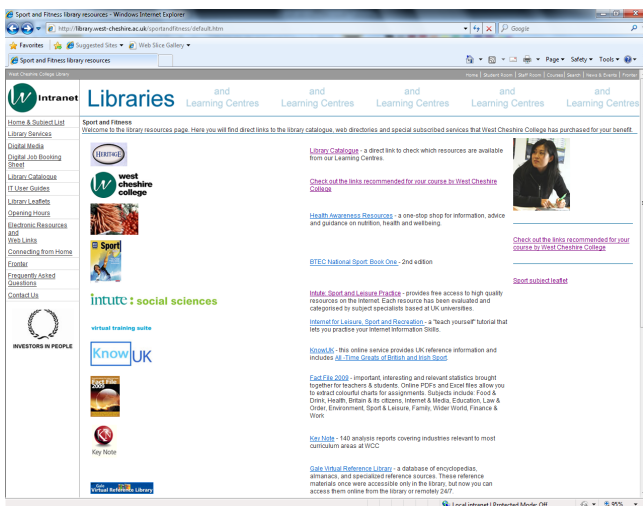 Sport and Fitness library resources - Windows Internet Explorer
http://library.west-cheshire.ac.uk/sportandfitness/default.htm
Google
Favorites
Suggested Sites
Web Slice Gallery
Sport and Fitness library resources
Page
Safety
Tools
West Cheshire College Library
Home | Student Room | Staff Room | Courses | Search | News & Events | Fronter
Intranet
Libraries
and
Learning Centres
and
Learning Centres
and
Learning Centres
and
Learning Centres
and
Learning Centres
Home & Subject List
Library Services
Digital Media
Digital Job Booking
Sheet
Library Catalogue
IT User Guides
Library Leaflets
Opening Hours
Electronic Resources
and
Web Links
Connecting from Home
Fronter
Frequently Asked
Questions
Contact Us
INVESTORS IN PEOPLE
Sport and Fitness
Welcome to the library resources page. Here you will find direct links to the library catalogue, web directories and special subscribed services that West Cheshire College has purchased for your benefit.
HERITAGE
Library Catalogue - a direct link to check which resources are available
from our Learning Centres.
west
cheshire
college
Check out the links recommended for your course by West Cheshire
College
Health Awareness Resources - a one-stop shop for information, advice
and guidance on nutrition, health and wellbeing.
Sport
BTEC National Sport: Book One - 2nd edition
intute: social sciences
Intute: Sport and Leisure Practice - provides free access to high quality
resources on the Internet. Each resource has been evaluated and
categorised by subject specialists based at UK universities.
virtual training suite
Internet for Leisure, Sport and Recreation - a "teach yourself" tutorial that
lets you practise your Internet Information Skills.
Know UK
KnowUK - this online service provides UK reference information and
includes All -Time Greats of British and Irish Sport.
Fact File
2009
Fact File 2009 - important, interesting and relevant statistics brought
together for teachers & students. Online PDFs and Excel files allow you
to extract colourful charts for assignments. Subjects include: Food &
Drink, Health, Britain & its citizens, Internet & Media, Education, Law &
Order, Environment, Sport & Leisure, Family, Wider World, Finance &
Work
Key Note
Key Note - 140 analysis reports covering industries relevant to most
curriculum areas at WCC
Gale
Virtual Reference Library
Gale Virtual Reference Library - a database of encyclopedias,
almanacs, and specialized reference sources. These reference
materials once were accessible only in the library, but now you can
access them online from the library or remotely 24/7.
Check out the links recommended for your
course by West Cheshire College
Sport subject leaflet
Local intranet | Protected Mode: Off
95%